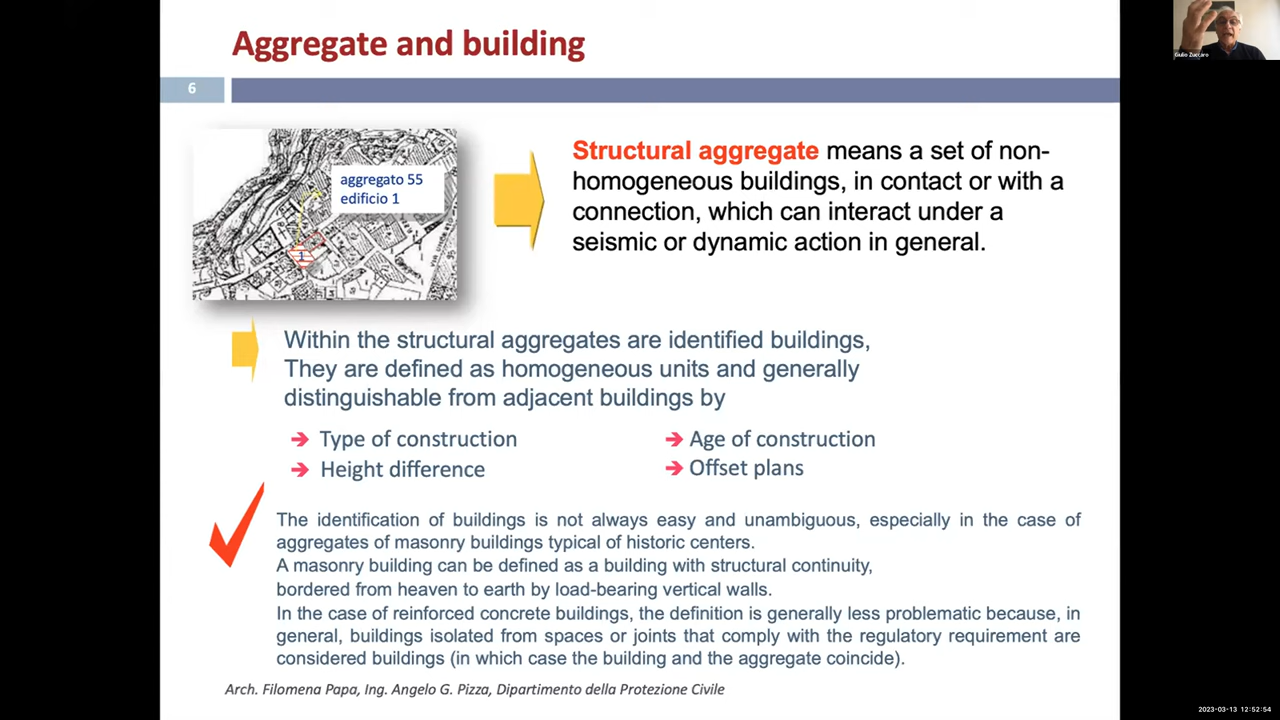 Aggregate and building
6
Giulio Zuccaro
aggregato 55
edificio 1
1
Structural aggregate means a set of non-
homogeneous buildings, in contact or with a
connection, which can interact under a
seismic or dynamic action in general.
Within the structural aggregates are identified buildings,
They are defined as homogeneous units and generally
distinguishable from adjacent buildings by
Type of construction
Age of construction
Height difference
Offset plans
The identification of buildings is not always easy and unambiguous, especially in the case of
aggregates of masonry buildings typical of historic centers.
A masonry building can be defined as a building with structural continuity,
bordered from heaven to earth by load-bearing vertical walls.
In the case of reinforced concrete buildings, the definition is generally less problematic because, in
general, buildings isolated from spaces or joints that comply with the regulatory requirement are
considered buildings (in which case the building and the aggregate coincide).
Arch. Filomena Papa, Ing. Angelo G. Pizza, Dipartimento della Protezione Civile
2023-03-13 12:52:54